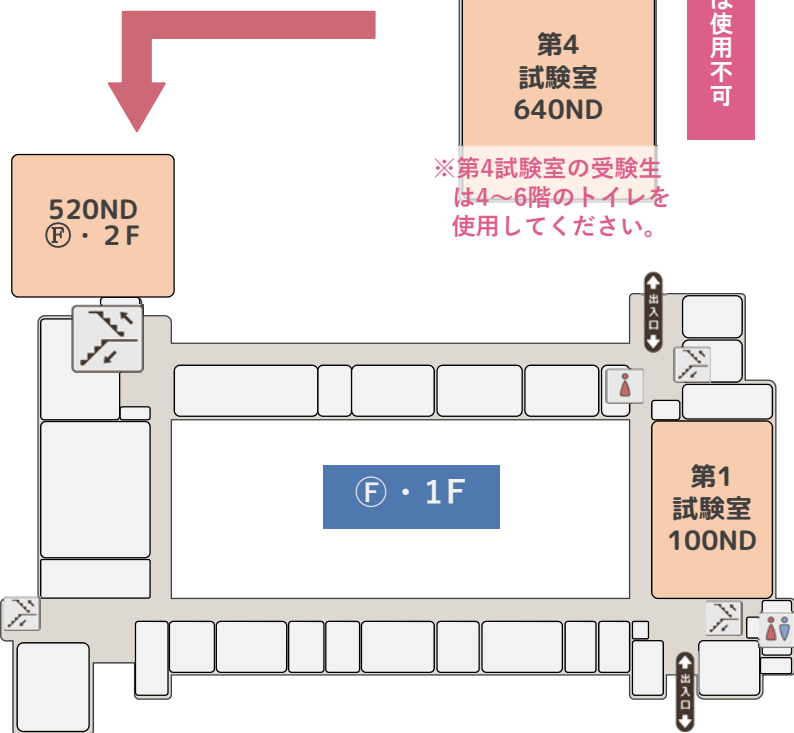 第4
試験室
640ND
は使用不可
※第4試験室の受験生
は4～6階のトイレを
使用してください。
520ND
Ⓕ・2F
出入口
Ⓕ・1F
第1
試験室
100ND
出入口